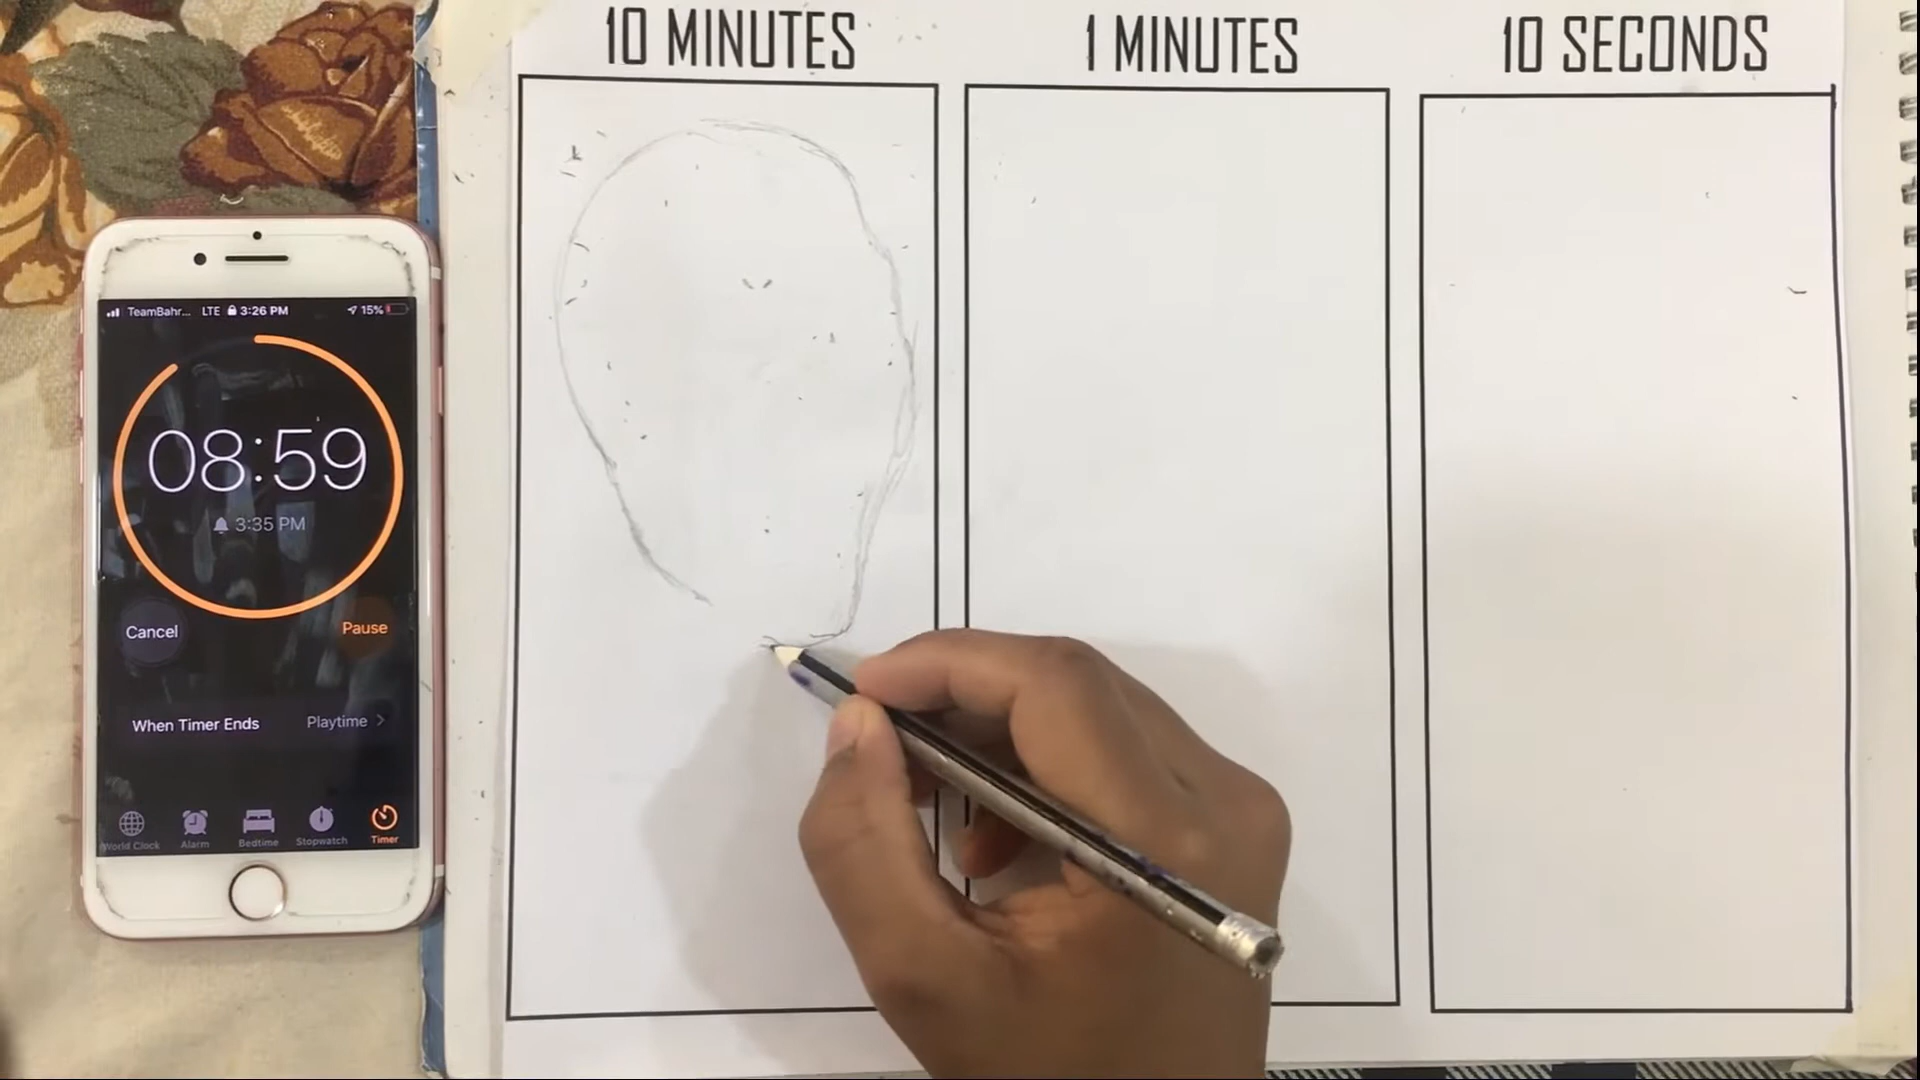 10 MINUTES
1 MINUTES
10 SECONDS
TeamBahr... LTE 3:26 PM 15%
08:59
3:35 PM
Cancel
Pause
When Timer Ends Playtime
World Clock Alarm Bedtime Stopwatch Timer